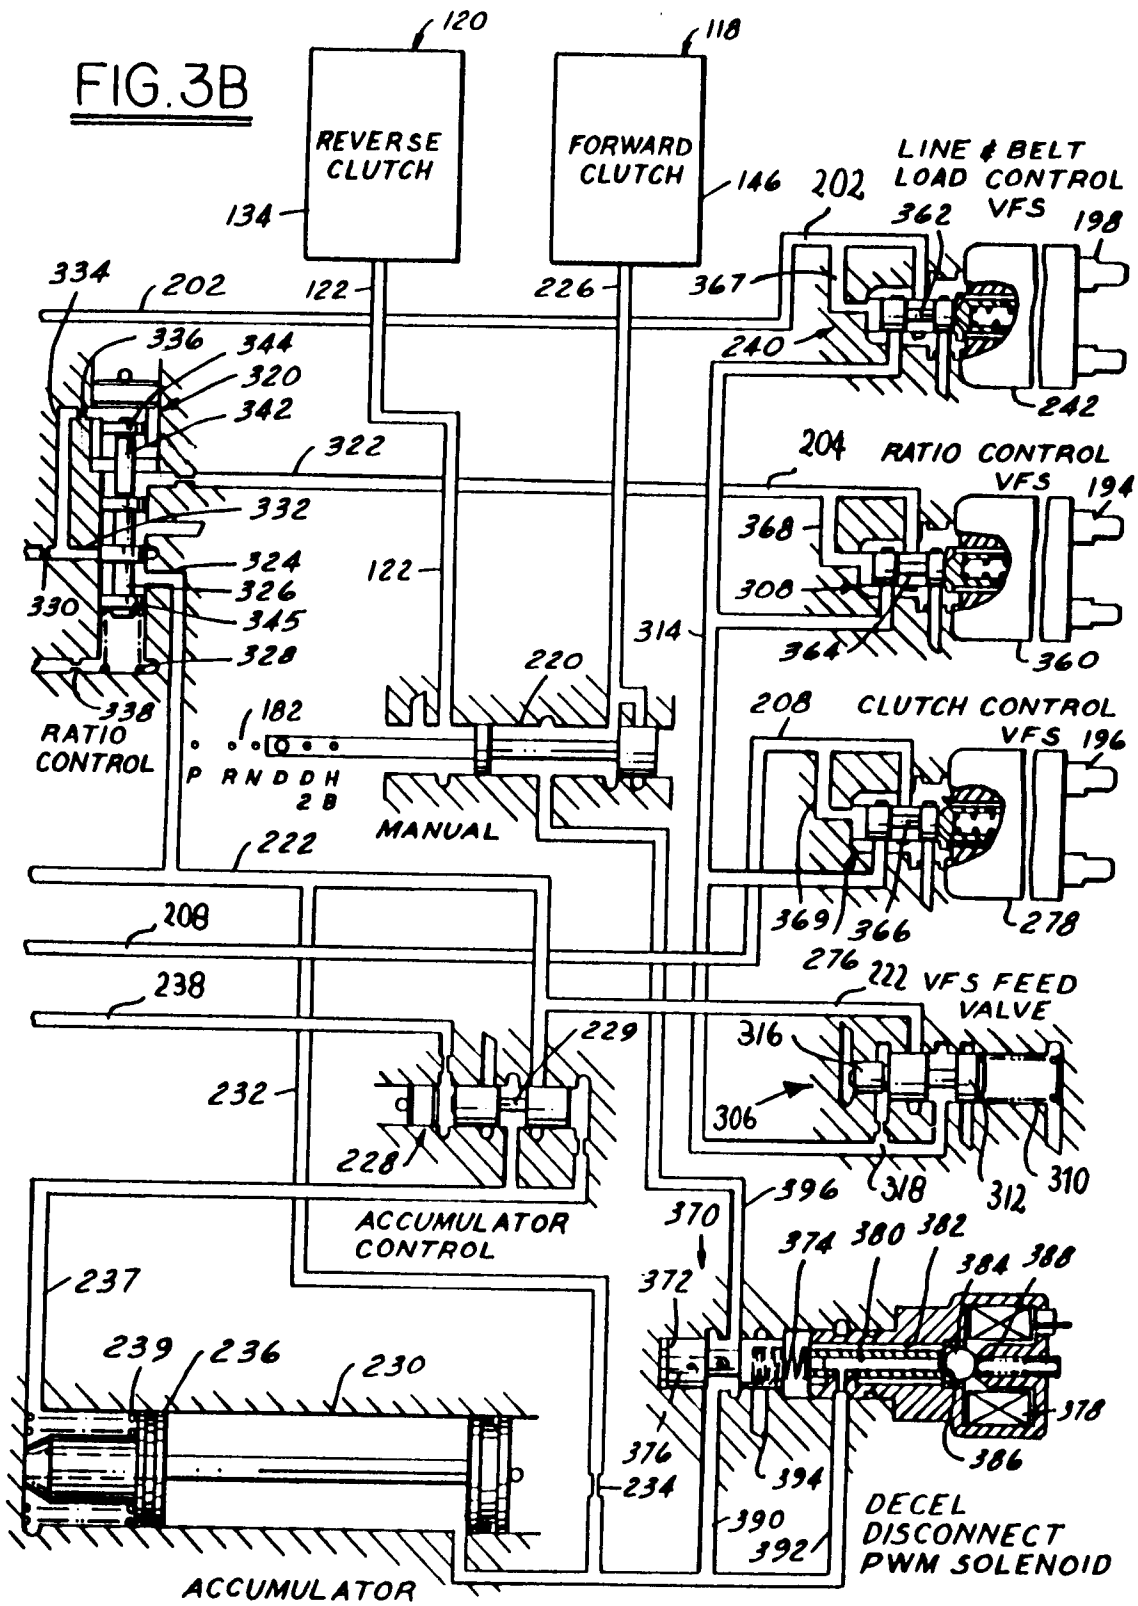 120
118
FIG. 3B
REVERSE
CLUTCH
FORWARD
CLUTCH
LINE & BELT
LOAD CONTROL
VFS
134
146
202
362
198
334
202
122
226
367
336
344
320
342
240
242
322
204
RATIO CONTROL
VFS
194
332
368
324
122
326
308
330
345
314
364
328
360
338
220
208
CLUTCH CONTROL
VFS
196
RATIO
CONTROL
182
P R N D D H
2 B
MANUAL
222
369
366
278
276
208
222
VFS FEED
VALVE
238
229
316
232
306
228
318
312
310
396
ACCUMULATOR
CONTROL
370
374
380
382
384
388
237
372
239
236
230
378
376
394
386
234
390
392
DECEL
DISCONNECT
PWM SOLENOID
ACCUMULATOR